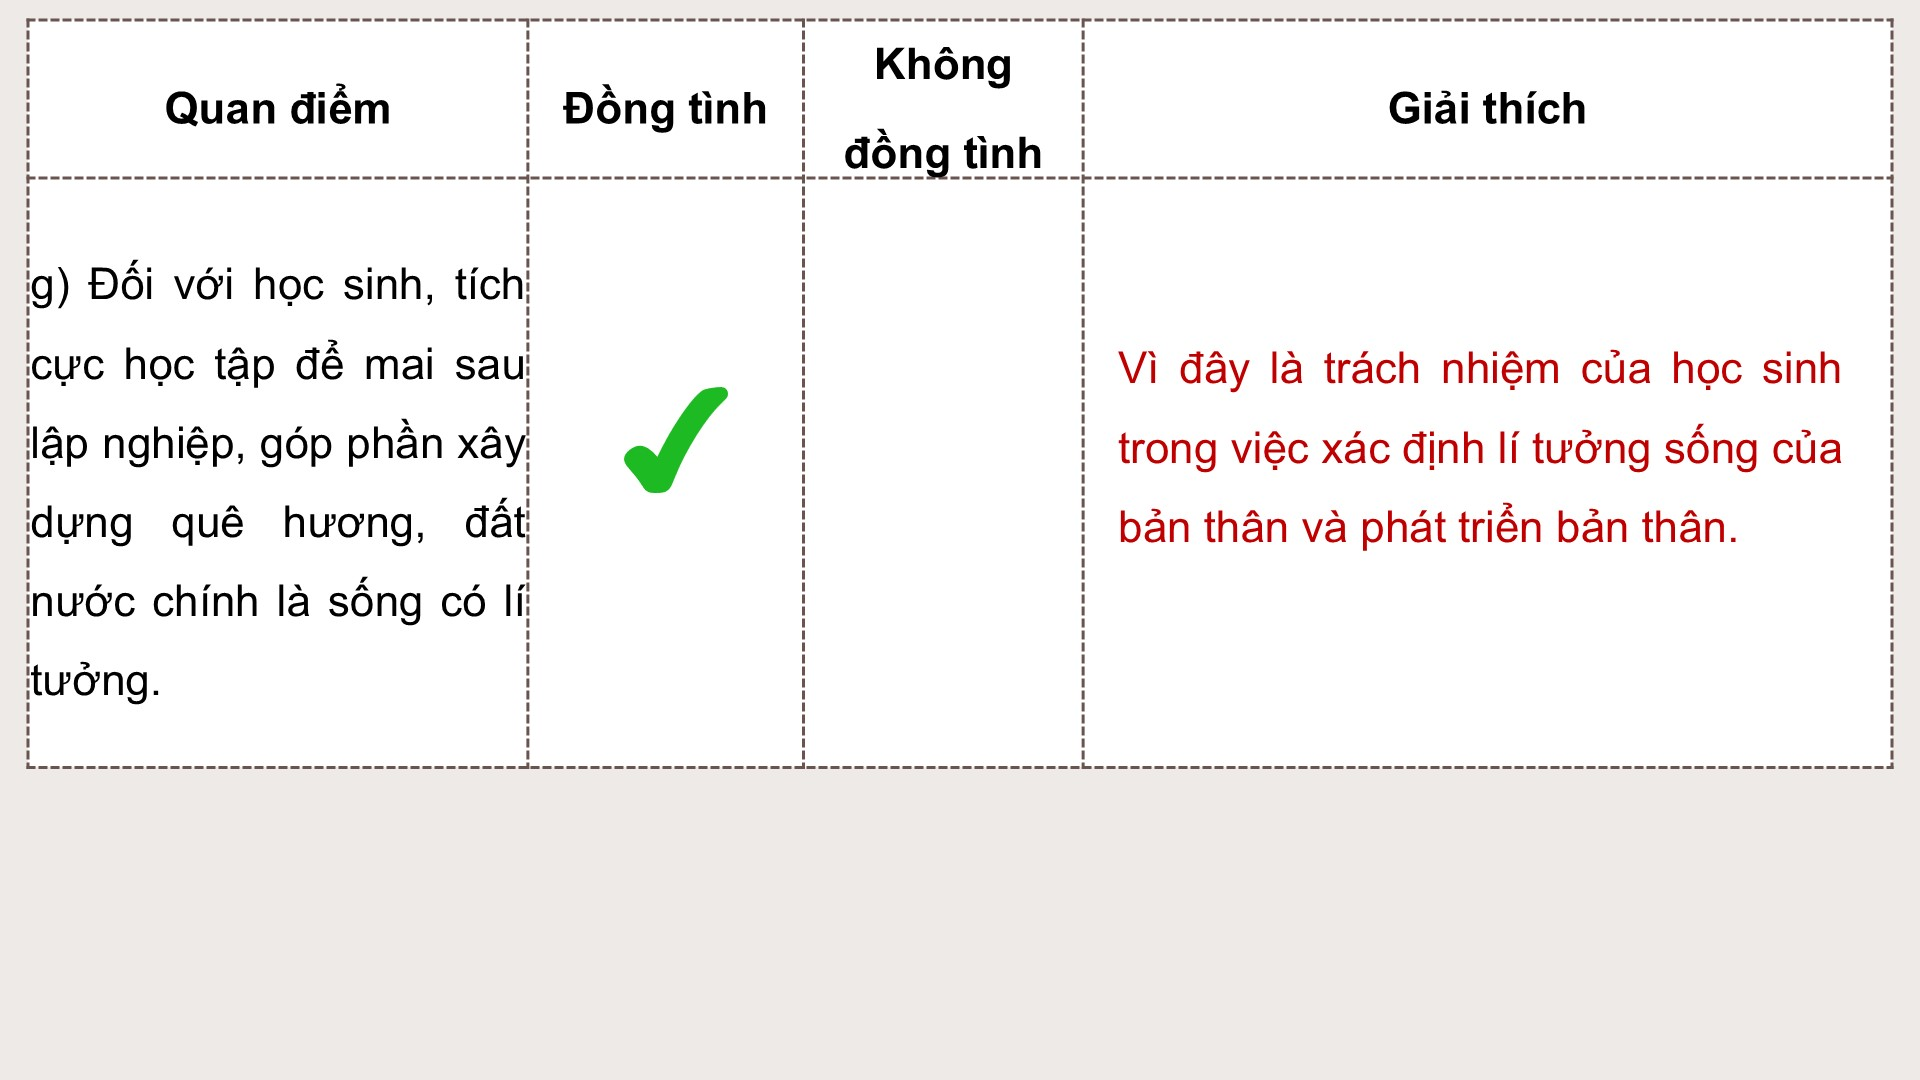 Quan điểm
Đồng tình
Không
đồng tình
Giải thích
g) Đối với học sinh, tích
cực học tập để mai sau
lập nghiệp, góp phần xây
dựng quê hương, đất
nước chính là sống có lí
tưởng.
Vì đây là trách nhiệm của học sinh
trong việc xác định lí tưởng sống của
bản thân và phát triển bản thân.